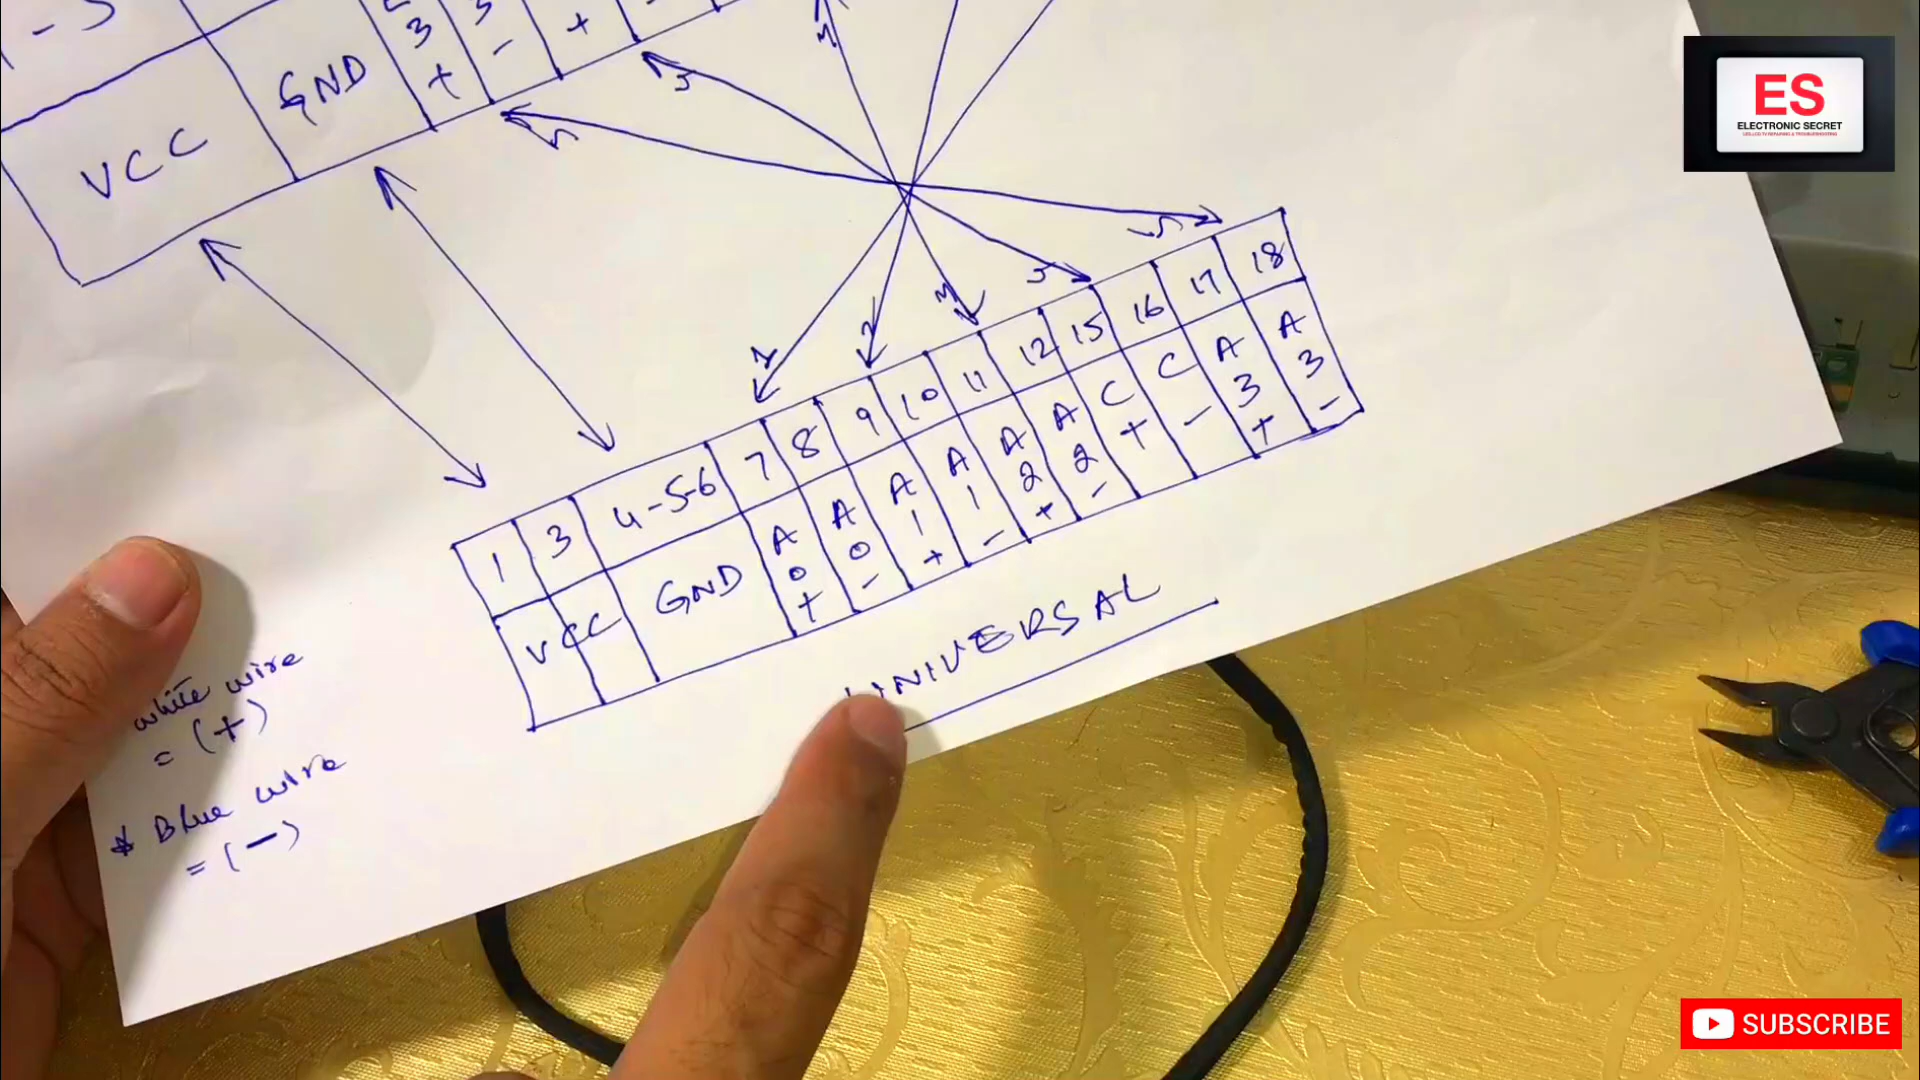 VCC
GND
3
+
3
-
+
1 3 4-5-6 7 8 9 10 11 12 15 16 17 18
VCC GND A0+ A0- A1+ A1- A2+ A2- C+ C- A3+ A3-
UNIVERSAL
white wire
= (+)
* Blue wire
= (-)
ES
ELECTRONIC SECRET
SUBSCRIBE